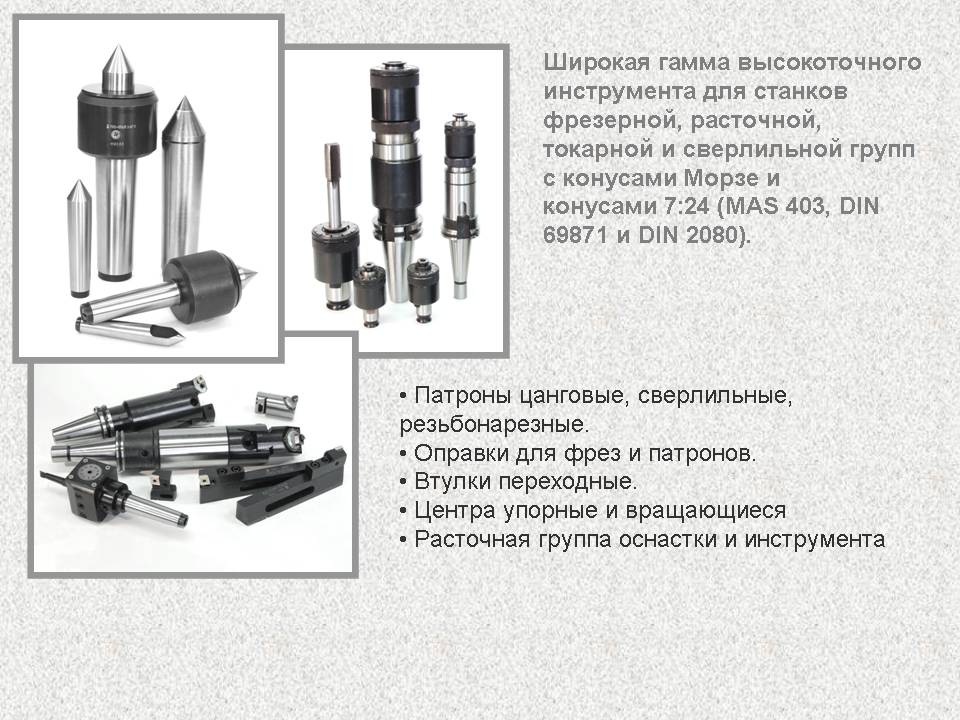 Широкая гамма высокоточного
инструмента для станков
фрезерной, расточной,
токарной и сверлильной групп
с конусами Морзе и
конусами 7:24 (MAS 403, DIN
69871 и DIN 2080).
• Патроны цанговые, сверлильные,
резьбонарезные.
• Оправки для фрез и патронов.
• Втулки переходные.
• Центра упорные и вращающиеся
• Расточная группа оснастки и инструмента